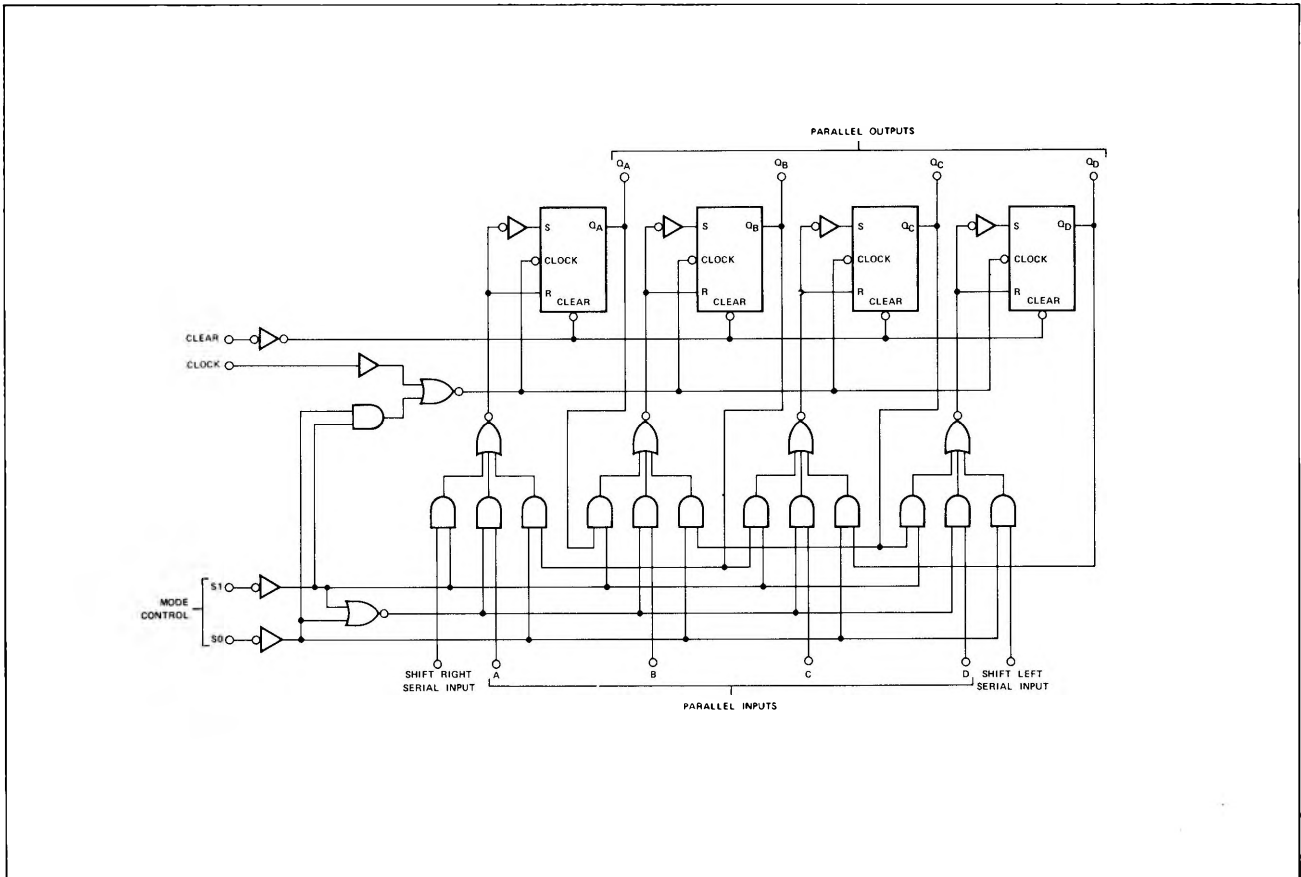 PARALLEL OUTPUTS
QA QB QC QD
S QA S QB S QC S QD
CLOCK CLOCK CLOCK CLOCK
R R R R
CLEAR CLEAR CLEAR CLEAR
CLEAR
CLOCK
S1
MODE
CONTROL
S0
SHIFT RIGHT
SERIAL INPUT
A
B
C
D
SHIFT LEFT
SERIAL INPUT
PARALLEL INPUTS